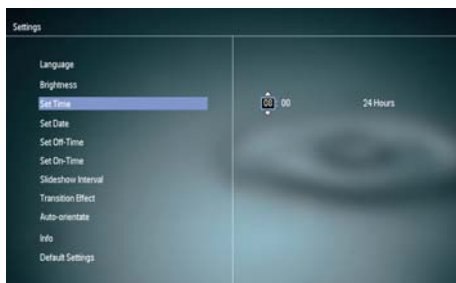 Settings
Language
Brightness
Set Time
00 : 00 24 Hours
Set Date
Set Off-Time
Set On-Time
Slideshow Interval
Transition Effect
Auto-orientate
Info
Default Settings